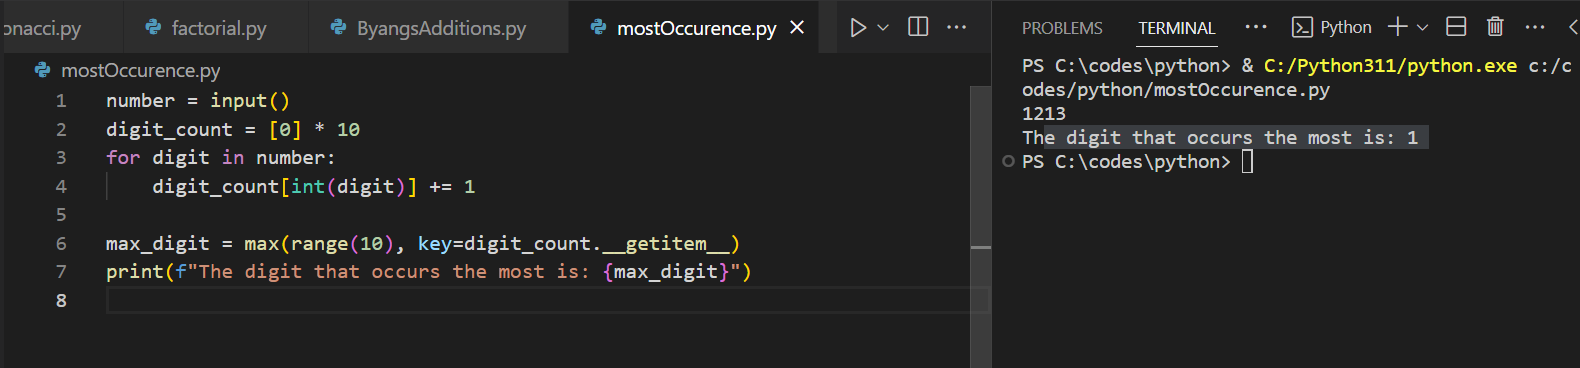 onacci.py factorial.py ByangsAdditions.py mostOccurence.py
mostOccurence.py
1 number = input()
2 digit_count = [0] * 10
3 for digit in number:
4     digit_count[int(digit)] += 1
5
6 max_digit = max(range(10), key=digit_count.__getitem__)
7 print(f"The digit that occurs the most is: {max_digit}")
8
PROBLEMS TERMINAL ··· Python ···
PS C:\codes\python> & C:/Python311/python.exe c:/c
odes/python/mostOccurence.py
1213
The digit that occurs the most is: 1
PS C:\codes\python>